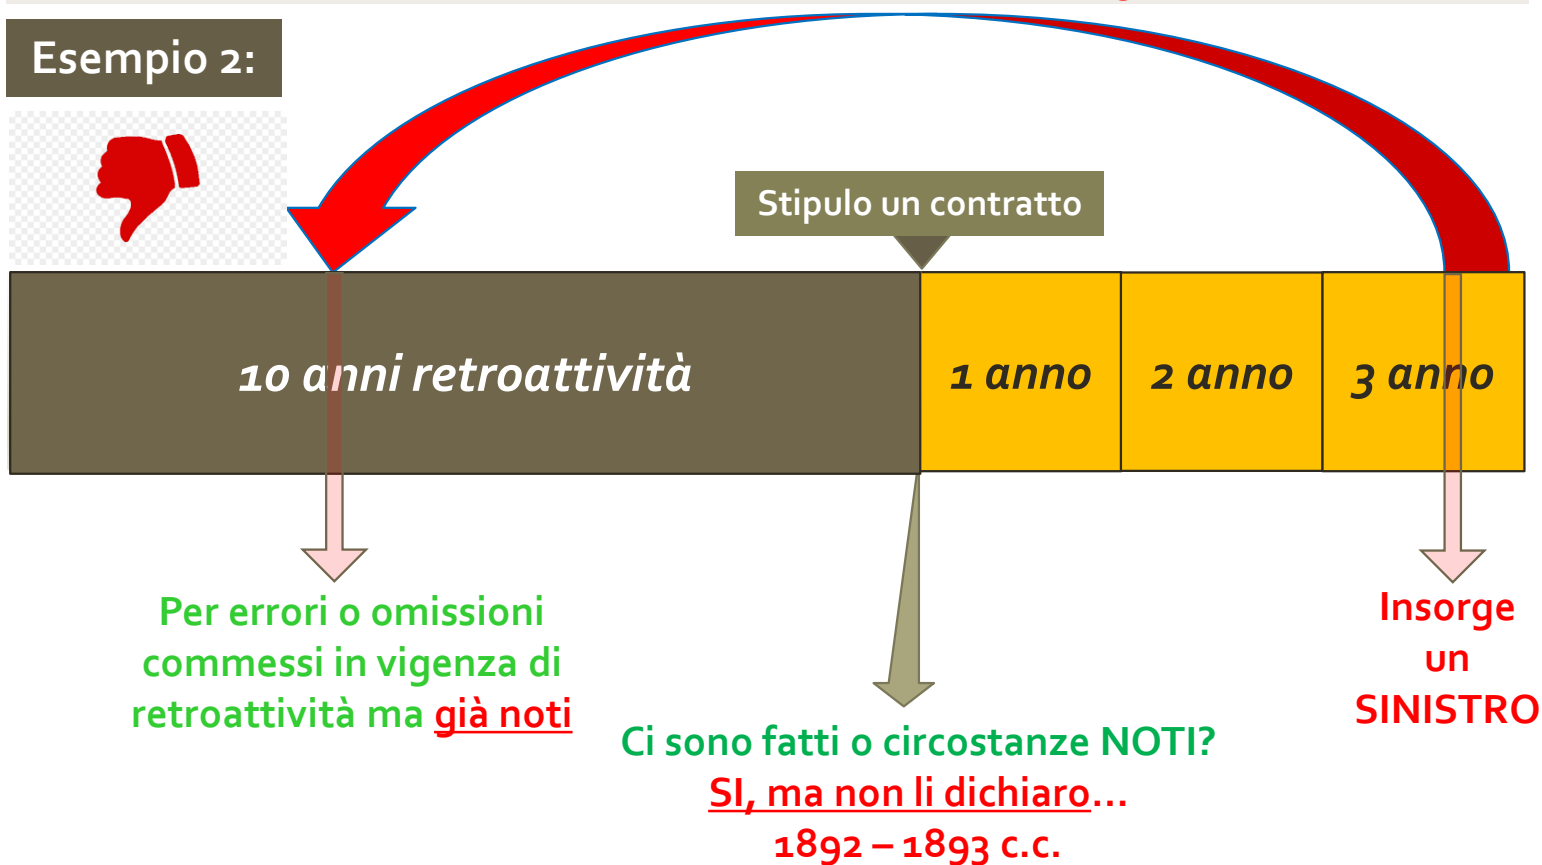 Esempio 2:
Stipulo un contratto
10 anni retroattività
1 anno
2 anno
3 anno
Per errori o omissioni
commessi in vigenza di
retroattività ma già noti
Ci sono fatti o circostanze NOTI?
SI, ma non li dichiaro...
1892 – 1893 c.c.
Insorge
un
SINISTRO